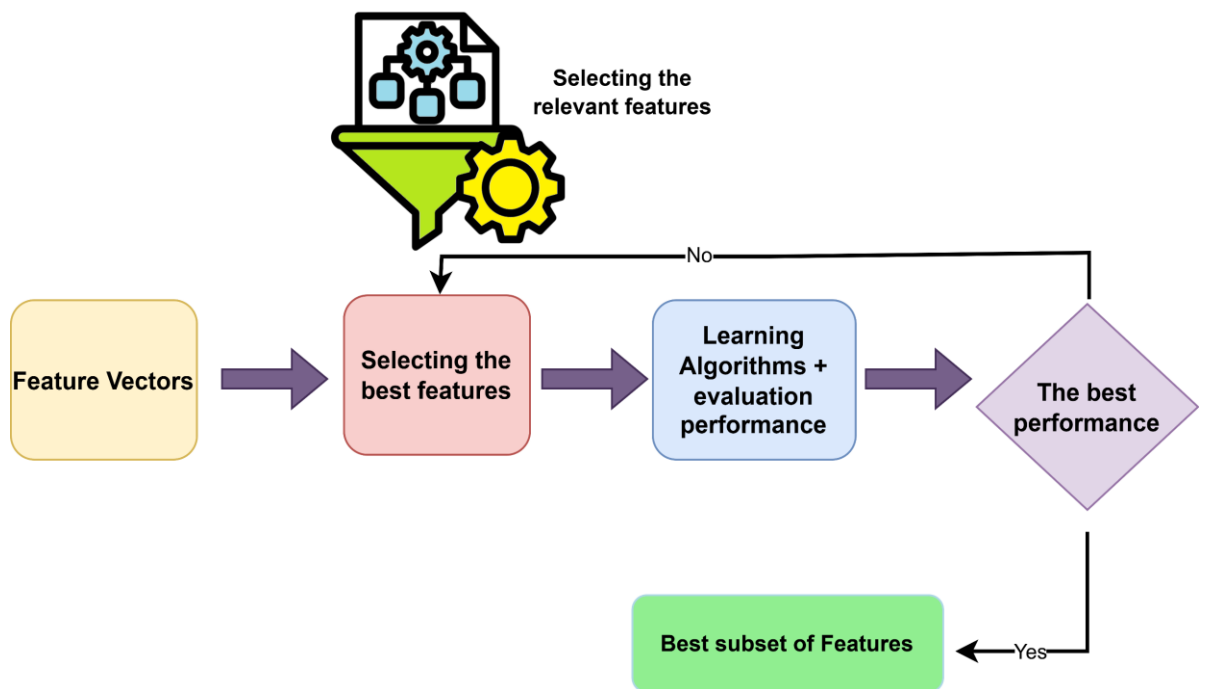 Selecting the
relevant features
No
Feature Vectors
Selecting the
best features
Learning
Algorithms +
evaluation
performance
The best
performance
Best subset of Features
Yes